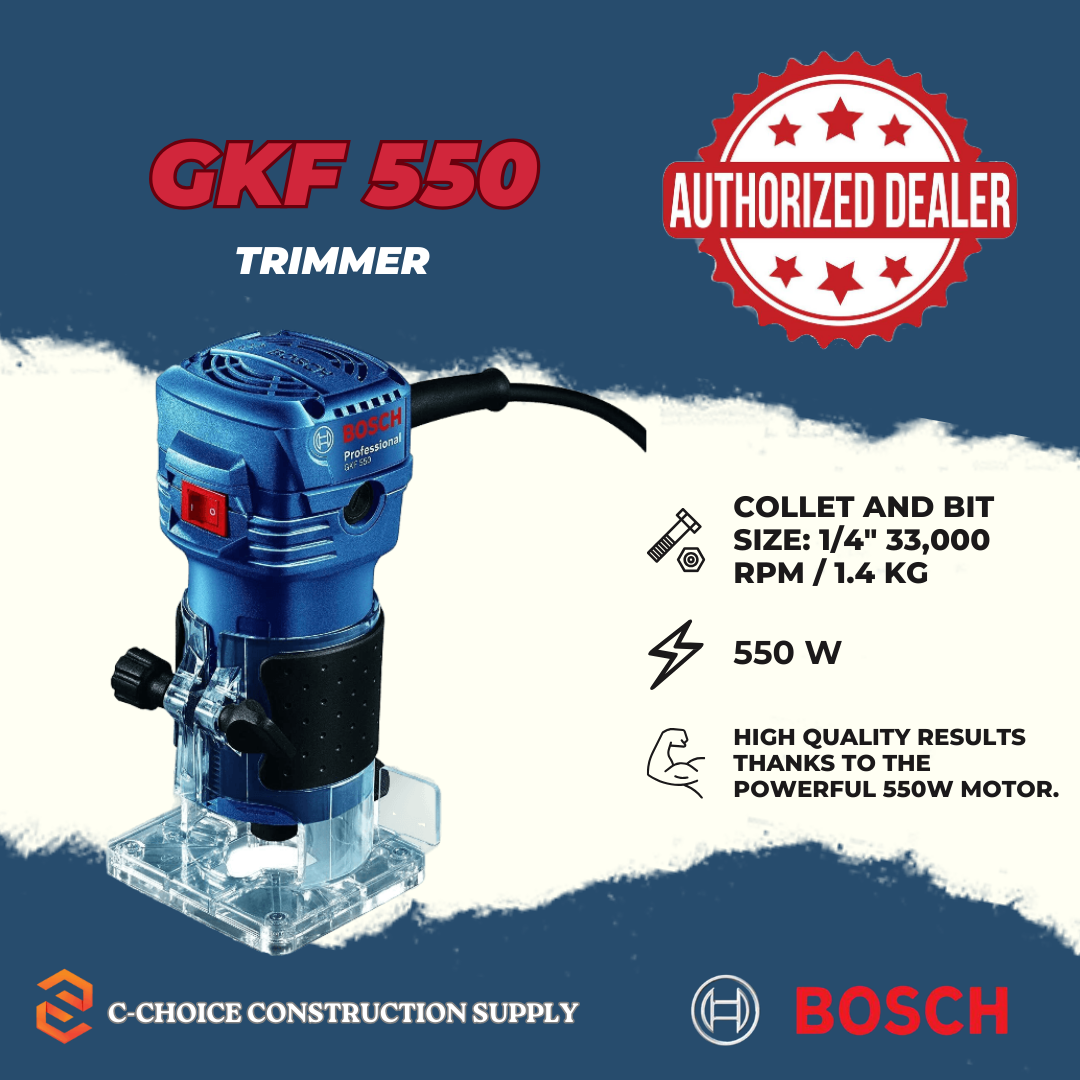 GKF 550
TRIMMER
AUTHORIZED DEALER
BOSCH
BOSCH
Professional
GKF 550
COLLET AND BIT
SIZE: 1/4" 33,000
RPM / 1.4 KG
550 W
HIGH QUALITY RESULTS
THANKS TO THE
POWERFUL 550W MOTOR.
C-CHOICE CONSTRUCTION SUPPLY
BOSCH